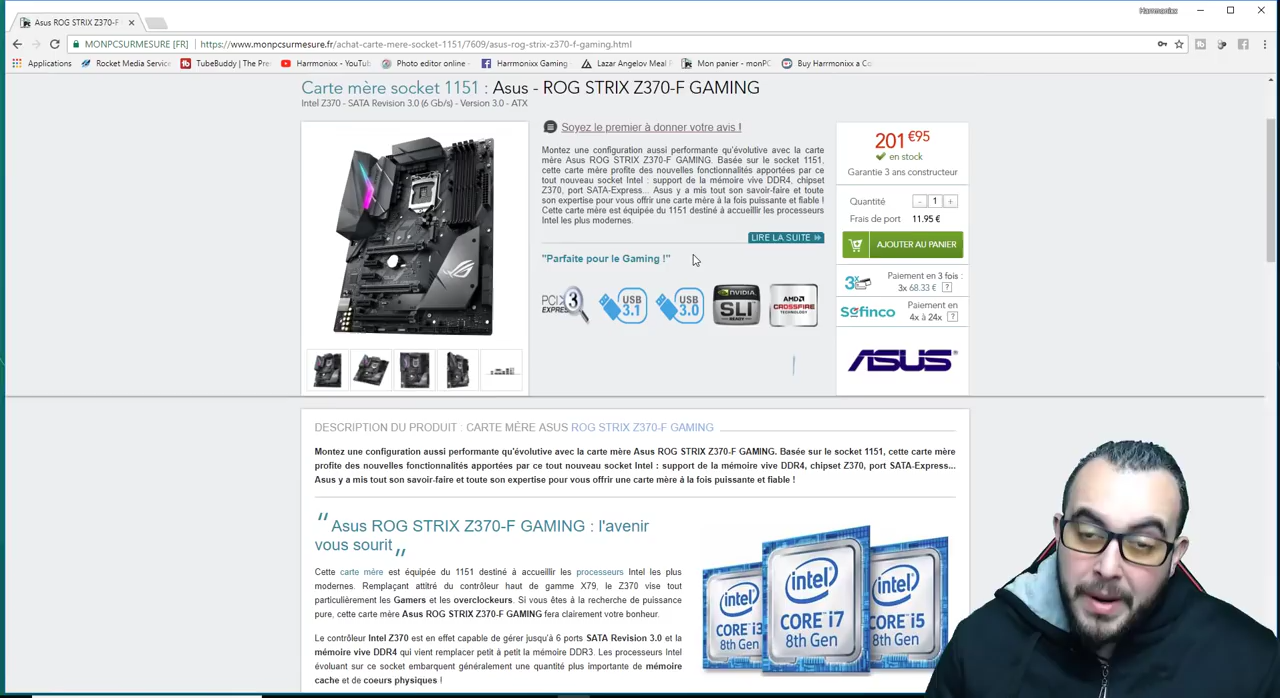 Harrmonixx
Asus ROG STRIX Z370-F
MONPCSURMESURE [FR]
https://www.monpcsurmesure.fr/achat-carte-mere-socket-1151/7609/asus-rog-strix-z370-f-gaming.html
Applications
Rocket Media Service
TubeBuddy | The Pre
Harrmonixx - YouTu
Photo editor online -
Harrmonixx Gaming
Lazar Angelov Meal
Mon panier - monPC
Buy Harrmonixx a Co
Carte mère socket 1151 : Asus - ROG STRIX Z370-F GAMING
Intel Z370 - SATA Revision 3.0 (6 Gb/s) - Version 3.0 - ATX
Soyez le premier à donner votre avis !
Montez une configuration aussi performante qu'évolutive avec la carte
mère Asus ROG STRIX Z370-F GAMING. Basée sur le socket 1151,
cette carte mère profite des nouvelles fonctionnalités apportées par ce
tout nouveau socket Intel : support de la mémoire vive DDR4, chipset
Z370, port SATA-Express... Asus y a mis tout son savoir-faire et toute
son expertise pour vous offrir une carte mère à la fois puissante et fiable !
Cette carte mère est équipée du 1151 destiné à accueillir les processeurs
Intel les plus modernes.
LIRE LA SUITE
"Parfaite pour le Gaming !"
PCI EXPRESS 3
USB 3.1
USB 3.0
NVIDIA
SLI
READY
AMD
CROSSFIRE
TECHNOLOGY
201 €95
en stock
Garantie 3 ans constructeur
Quantité - 1 +
Frais de port 11.95 €
AJOUTER AU PANIER
3x
Paiement en 3 fois :
3x 68.33 € ?
Sofinco
Paiement en
4x à 24x ?
ASUS
DESCRIPTION DU PRODUIT : CARTE MÈRE ASUS ROG STRIX Z370-F GAMING
Montez une configuration aussi performante qu'évolutive avec la carte mère Asus ROG STRIX Z370-F GAMING. Basée sur le socket 1151, cette carte mère
profite des nouvelles fonctionnalités apportées par ce tout nouveau socket Intel : support de la mémoire vive DDR4, chipset Z370, port SATA-Express...
Asus y a mis tout son savoir-faire et toute son expertise pour vous offrir une carte mère à la fois puissante et fiable !
“ Asus ROG STRIX Z370-F GAMING : l'avenir
vous sourit ”
Cette carte mère est équipée du 1151 destiné à accueillir les processeurs Intel les plus
modernes. Remplaçant attitré du contrôleur haut de gamme X79, le Z370 vise tout
particulièrement les Gamers et les overclockeurs. Si vous êtes à la recherche de puissance
pure, cette carte mère Asus ROG STRIX Z370-F GAMING fera clairement votre bonheur.
Le contrôleur Intel Z370 est en effet capable de gérer jusqu'à 6 ports SATA Revision 3.0 et la
mémoire vive DDR4 qui vient remplacer petit à petit la mémoire DDR3. Les processeurs Intel
évoluant sur ce socket embarquent généralement une quantité plus importante de mémoire
cache et de coeurs physiques !
intel
CORE i3
8th Gen
intel
CORE i7
8th Gen
intel
CORE i5
8th Gen